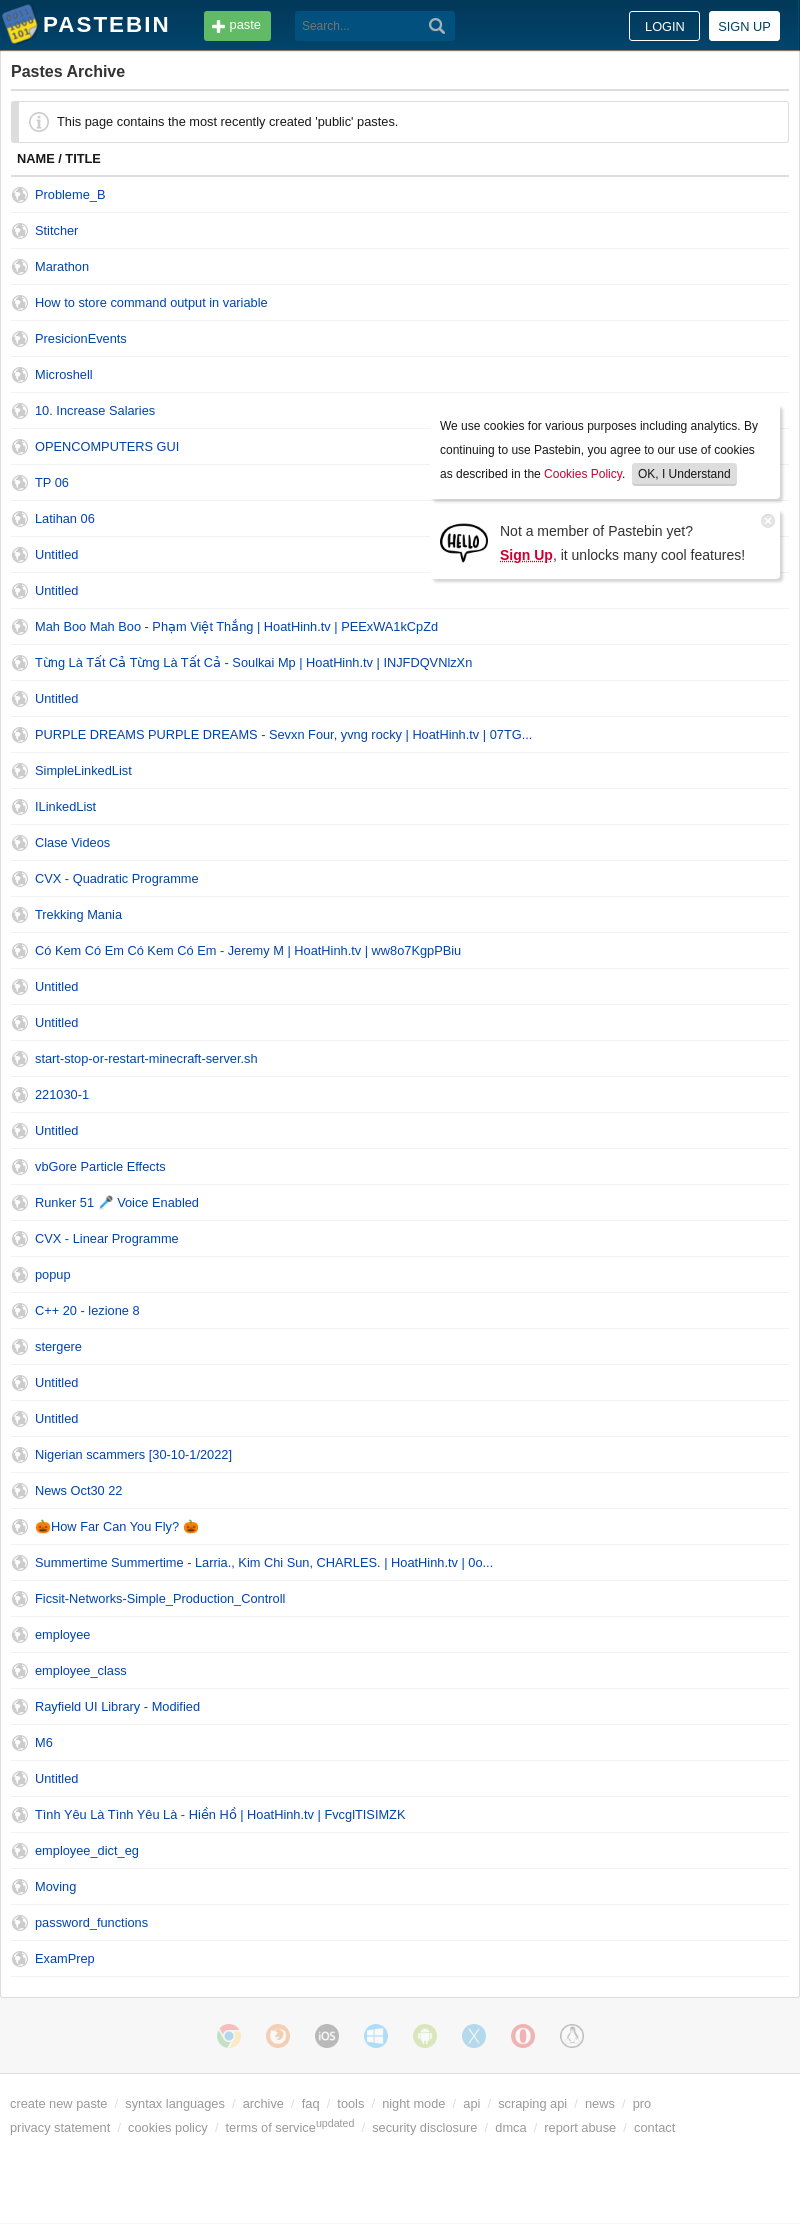 PASTEBIN
paste
Search...
LOGIN
SIGN UP
Pastes Archive
This page contains the most recently created 'public' pastes.
NAME / TITLE
Probleme_B
Stitcher
Marathon
How to store command output in variable
PresicionEvents
Microshell
10. Increase Salaries
OPENCOMPUTERS GUI
TP 06
Latihan 06
Untitled
Untitled
We use cookies for various purposes including analytics. By
continuing to use Pastebin, you agree to our use of cookies
as described in the Cookies Policy. OK, I Understand
HELLO
Not a member of Pastebin yet?
Sign Up, it unlocks many cool features!
Mah Boo Mah Boo - Phạm Việt Thắng | HoatHinh.tv | PEExWA1kCpZd
Từng Là Tất Cả Từng Là Tất Cả - Soulkai Mp | HoatHinh.tv | INJFDQVNlzXn
Untitled
PURPLE DREAMS PURPLE DREAMS - Sevxn Four, yvng rocky | HoatHinh.tv | 07TG...
SimpleLinkedList
ILinkedList
Clase Videos
CVX - Quadratic Programme
Trekking Mania
Có Kem Có Em Có Kem Có Em - Jeremy M | HoatHinh.tv | ww8o7KgpPBiu
Untitled
Untitled
start-stop-or-restart-minecraft-server.sh
221030-1
Untitled
vbGore Particle Effects
Runker 51 🎤 Voice Enabled
CVX - Linear Programme
popup
C++ 20 - lezione 8
stergere
Untitled
Untitled
Nigerian scammers [30-10-1/2022]
News Oct30 22
🎃How Far Can You Fly? 🎃
Summertime Summertime - Larria., Kim Chi Sun, CHARLES. | HoatHinh.tv | 0o...
Ficsit-Networks-Simple_Production_Controll
employee
employee_class
Rayfield UI Library - Modified
M6
Untitled
Tình Yêu Là Tình Yêu Là - Hiền Hồ | HoatHinh.tv | FvcglTISIMZK
employee_dict_eg
Moving
password_functions
ExamPrep
iOS
create new paste / syntax languages / archive / faq / tools / night mode / api / scraping api / news / pro
privacy statement / cookies policy / terms of service updated / security disclosure / dmca / report abuse / contact